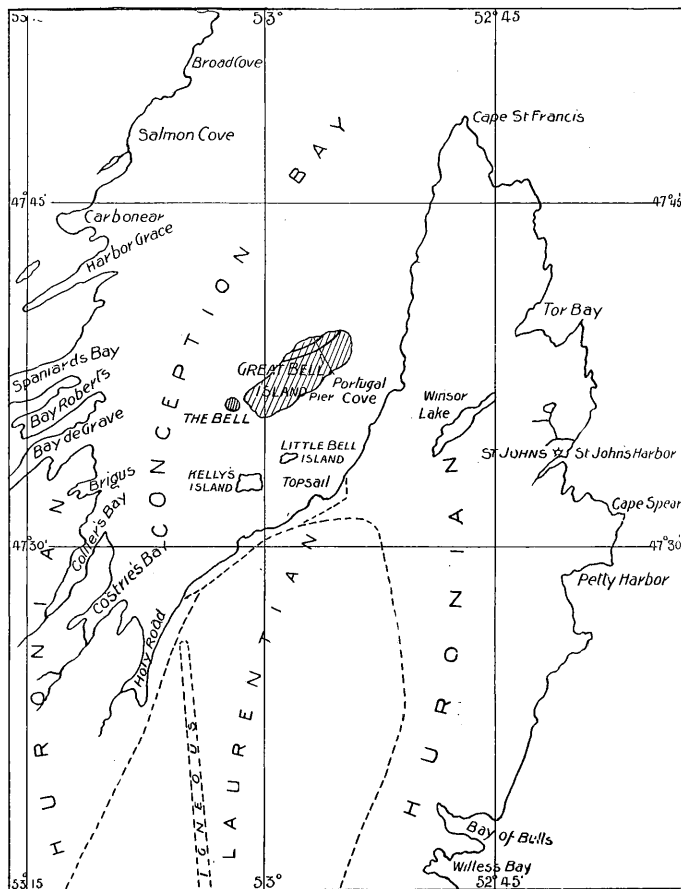 53°15'
53°
52°45'
Broad Cove
Cape St Francis
Salmon Cove
BAY
47°45'
47°45'
Carbonear
Harbor Grace
CONCEPTION
Tor Bay
Spaniards Bay
GREAT BELL
ISLAND
Pier
Portugal
Cove
Bay Roberts
THE BELL
Winsor
Lake
Bay de Grave
LITTLE BELL
ISLAND
ST JOHNS
St Johns Harbor
Brigus
KELLY'S
ISLAND
Topsail
Cape Spear
Collier's Bay
47°30'
47°30'
Costrie's Bay
Petty Harbor
Holy Road
HURONIAN
IGNEOUS
LAURENTIAN
HURONIAN
Bay of Bulls
Willess Bay
53°15
53°
52°45'